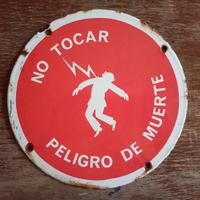 NO TOCAR
PELIGRO DE MUERTE